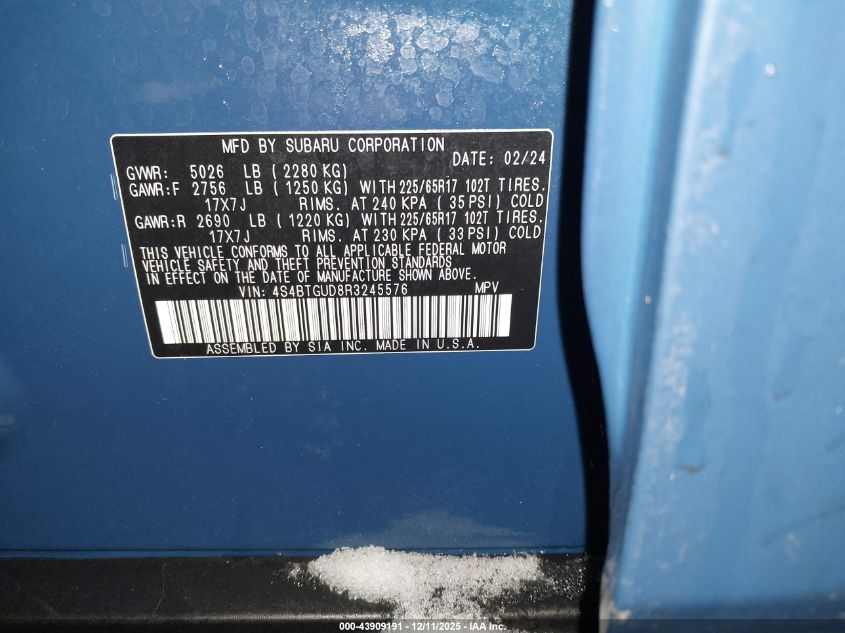 MFD BY SUBARU CORPORATION
DATE: 02/24
GVWR: 5026 LB (2280 KG)
GAWR:F 2756 LB (1250 KG) WITH 225/65R17 102T TIRES.
17X7J RIMS. AT 240 KPA (35 PSI) COLD
GAWR:R 2690 LB (1220 KG) WITH 225/65R17 102T TIRES.
17X7J RIMS. AT 230 KPA (33 PSI) COLD
THIS VEHICLE CONFORMS TO ALL APPLICABLE FEDERAL MOTOR
VEHICLE SAFETY AND THEFT PREVENTION STANDARDS
IN EFFECT ON THE DATE OF MANUFACTURE SHOWN ABOVE.
VIN: 4S4BTGUD8R3245576 MPV
ASSEMBLED BY SIA INC. MADE IN U.S.A.
000-43909191 - 12/11/2025 - IAA Inc.